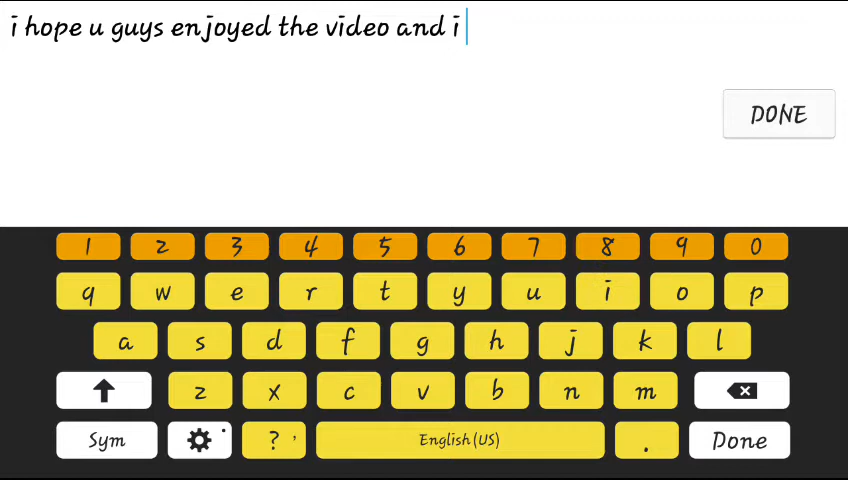 i hope u guys enjoyed the video and i
DONE
1 2 3 4 5 6 7 8 9 0
q w e r t y u i o p
a s d f g h j k l
z x c v b n m
Sym ? , English(US) . Done